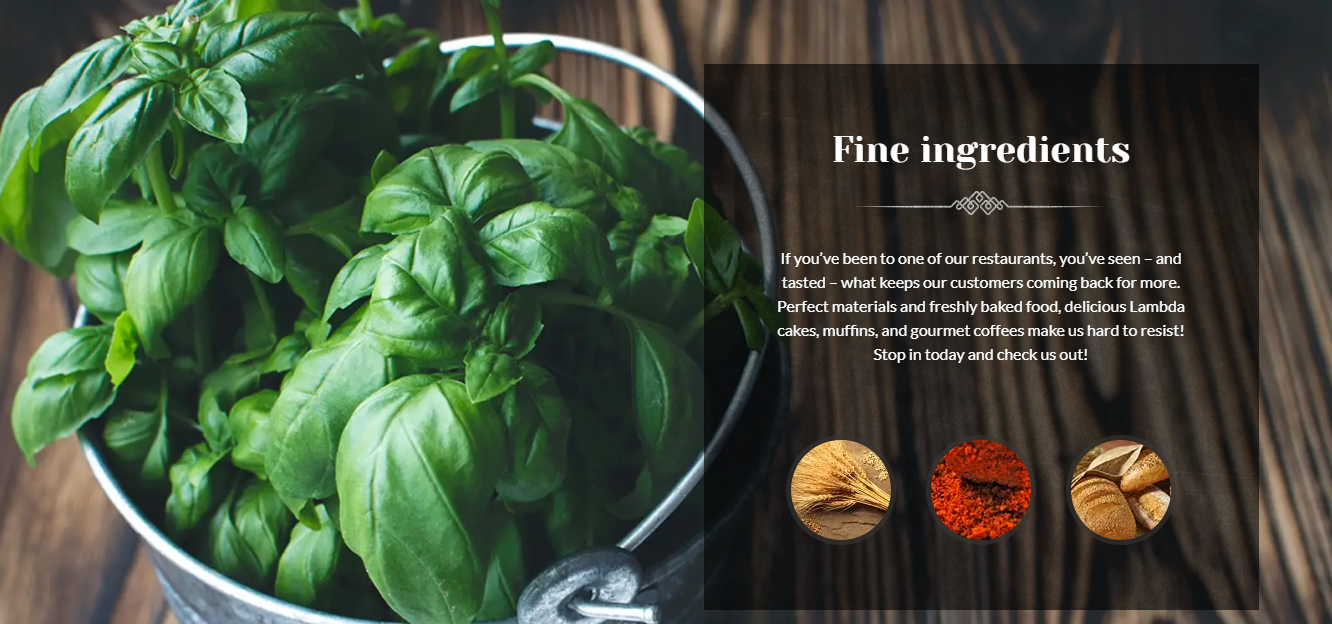 Fine ingredients
If you've been to one of our restaurants, you've seen – and
tasted – what keeps our customers coming back for more.
Perfect materials and freshly baked food, delicious Lambda
cakes, muffins, and gourmet coffees make us hard to resist!
Stop in today and check us out!